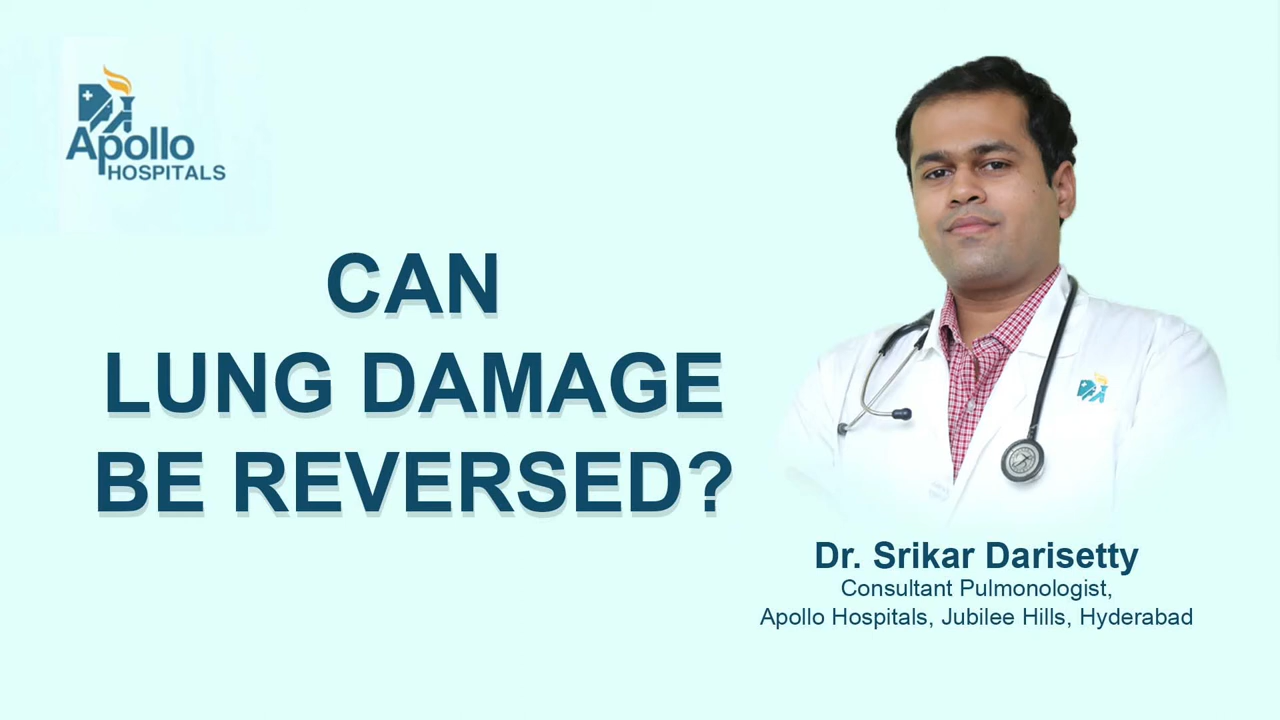 Apollo
HOSPITALS
CAN
LUNG DAMAGE
BE REVERSED?
Dr. Srikar Darisetty
Consultant Pulmonologist,
Apollo Hospitals, Jubilee Hills, Hyderabad